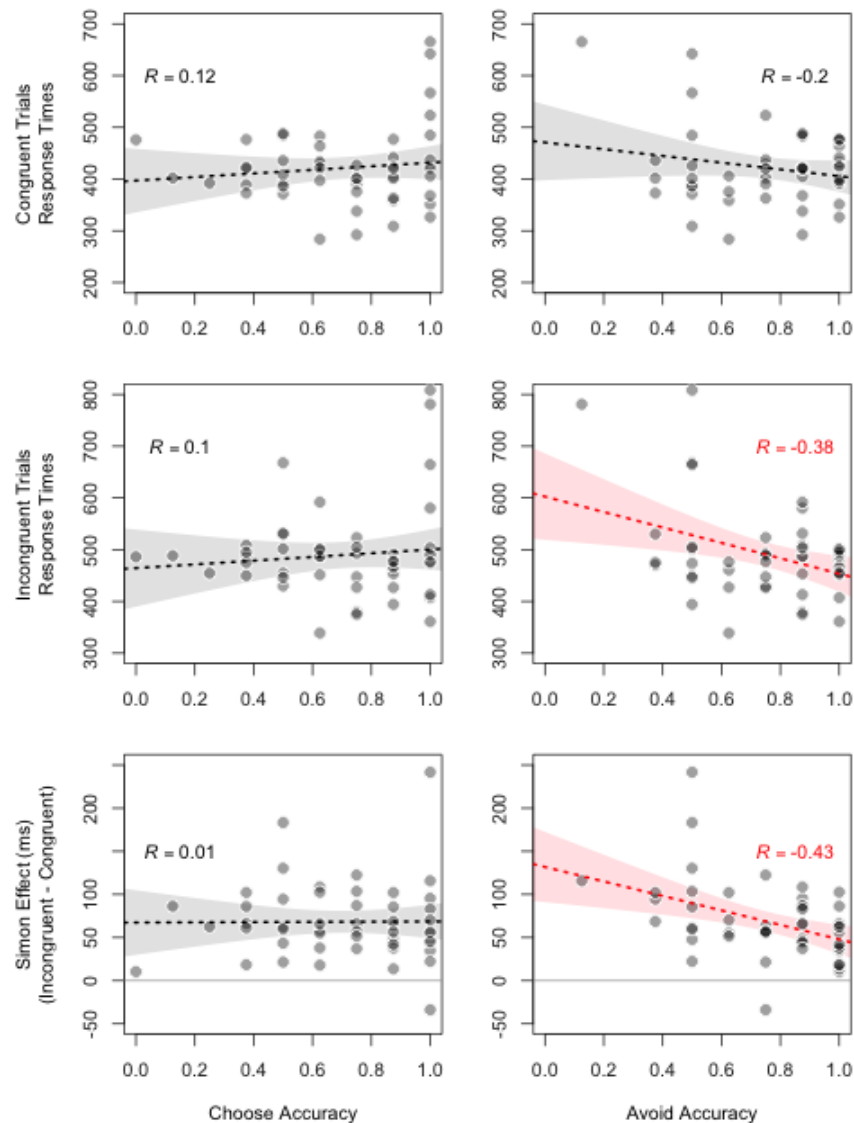 Congruent Trials
Response Times
700
600
500
400
300
200
R = 0.12
0.0 0.2 0.4 0.6 0.8 1.0
700
600
500
400
300
200
R = -0.2
0.0 0.2 0.4 0.6 0.8 1.0
Incongruent Trials
Response Times
800
700
600
500
400
300
R = 0.1
0.0 0.2 0.4 0.6 0.8 1.0
800
700
600
500
400
300
R = -0.38
0.0 0.2 0.4 0.6 0.8 1.0
Simon Effect (ms)
(Incongruent - Congruent)
200
100
50
0
-50
R = 0.01
0.0 0.2 0.4 0.6 0.8 1.0
Choose Accuracy
200
100
50
0
-50
R = -0.43
0.0 0.2 0.4 0.6 0.8 1.0
Avoid Accuracy